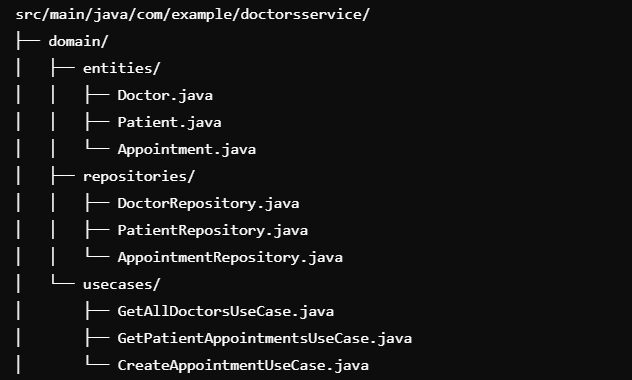 src/main/java/com/example/doctorsservice/
├── domain/
│   ├── entities/
│   │   ├── Doctor.java
│   │   ├── Patient.java
│   │   └── Appointment.java
│   ├── repositories/
│   │   ├── DoctorRepository.java
│   │   ├── PatientRepository.java
│   │   └── AppointmentRepository.java
│   └── usecases/
│       ├── GetAllDoctorsUseCase.java
│       ├── GetPatientAppointmentsUseCase.java
│       └── CreateAppointmentUseCase.java